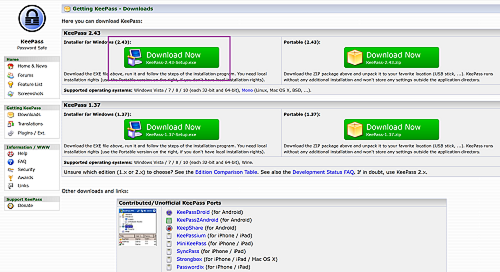 Getting KeePass - Downloads
KeePass
Password Safe
Home
Home & News
Forums
Feature List
Screenshots
Getting KeePass
Downloads
Translations
Plugins / Ext.
Information / WWW
Help
FAQ
Security
Awards
Links
Support KeePass
Donate
Here you can download KeePass:
KeePass 2.43
Installer for Windows (2.43):
Download Now
KeePass-2.43-Setup.exe
Download the EXE file above, run it and follow the steps of the installation program. You need local
installation rights (use the Portable version on the right, if you don't have local installation rights).
Portable (2.43):
Download Now
KeePass-2.43.zip
Download the ZIP package above and unpack it to your favorite location (USB stick, ...). KeePass runs
without any additional installation and won't store any settings outside the application directory.
Supported operating systems: Windows Vista / 7 / 8 / 10 (each 32-bit and 64-bit), Mono (Linux, Mac OS X, BSD, ...).
KeePass 1.37
Installer for Windows (1.37):
Download Now
KeePass-1.37-Setup.exe
Download the EXE file above, run it and follow the steps of the installation program. You need local
installation rights (use the Portable version on the right, if you don't have local installation rights).
Portable (1.37):
Download Now
KeePass-1.37.zip
Download the ZIP package above and unpack it to your favorite location (USB stick, ...). KeePass runs
without any additional installation and won't store any settings outside the application directory.
Supported operating systems: Windows Vista / 7 / 8 / 10 (each 32-bit and 64-bit), Wine.
Unsure which edition (1.x or 2.x) to choose? See the Edition Comparison Table. See also the Development Status FAQ. If in doubt, use KeePass 2.x.
Other downloads and links:
Contributed/Unofficial KeePass Ports
KeePassDroid (for Android)
KeePass2Android (for Android)
KeepShare (for Android)
KeePassium (for iPhone / iPad)
MiniKeePass (for iPhone / iPad)
SyncPass (for iPhone / iPad)
Strongbox (for iPhone / iPad / Mac OS X)
Passwordix (for iPhone / iPad)